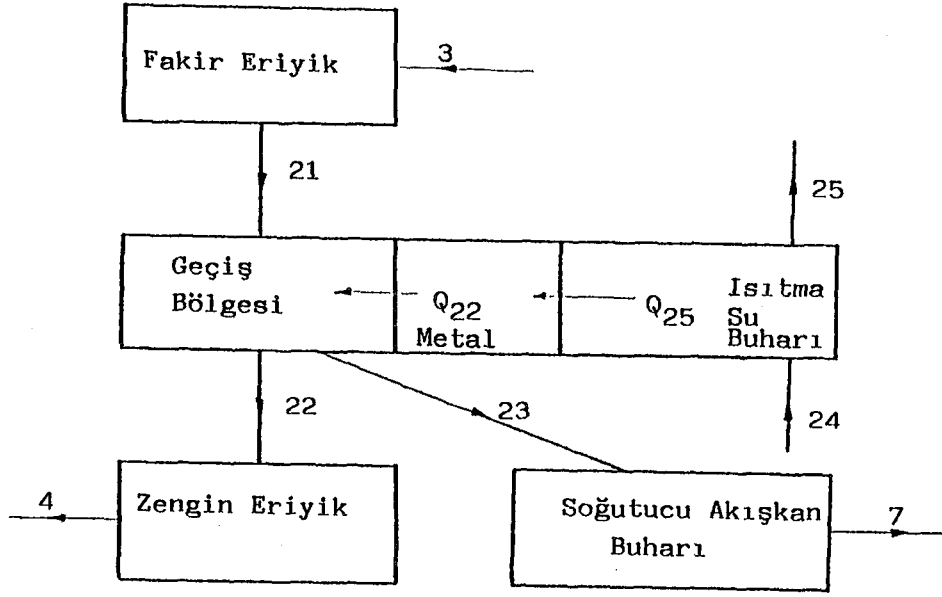 Fakir Eriyik
3
21
25
Geçiş
Bölgesi
Q22
Metal
Q25
Isıtma
Su
Buharı
22
23
24
4
Zengin Eriyik
Soğutucu Akışkan
Buharı
7